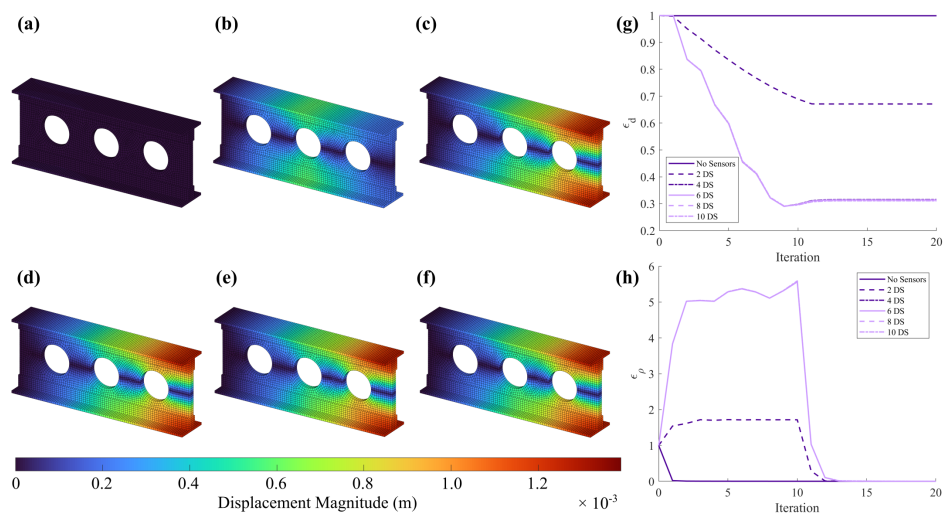 (a)
(b)
(c)
(d)
(e)
(f)
0
0.2
0.4
0.6
0.8
1.0
1.2
Displacement Magnitude (m)
× 10⁻³
(g)
1
0.9
0.8
0.7
0.6
0.5
0.4
0.3
0.2
ϵd
No Sensors
2 DS
4 DS
6 DS
8 DS
10 DS
0
5
10
15
20
Iteration
(h)
6
5
4
3
2
1
0
ϵρ
No Sensors
2 DS
4 DS
6 DS
8 DS
10 DS
0
5
10
15
20
Iteration